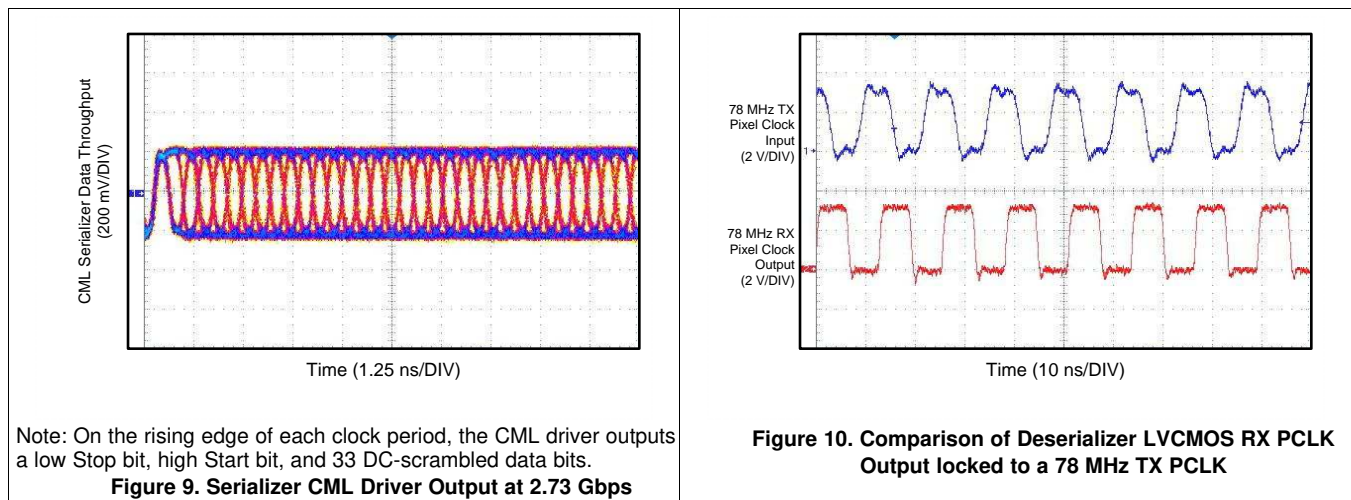 CML Serializer Data Throughput
(200 mV/DIV)
Time (1.25 ns/DIV)
Note: On the rising edge of each clock period, the CML driver outputs
a low Stop bit, high Start bit, and 33 DC-scrambled data bits.
Figure 9. Serializer CML Driver Output at 2.73 Gbps
78 MHz TX
Pixel Clock
Input
(2 V/DIV)
1
78 MHz RX
Pixel Clock
Output
(2 V/DIV)
Time (10 ns/DIV)
Figure 10. Comparison of Deserializer LVCMOS RX PCLK
Output locked to a 78 MHz TX PCLK